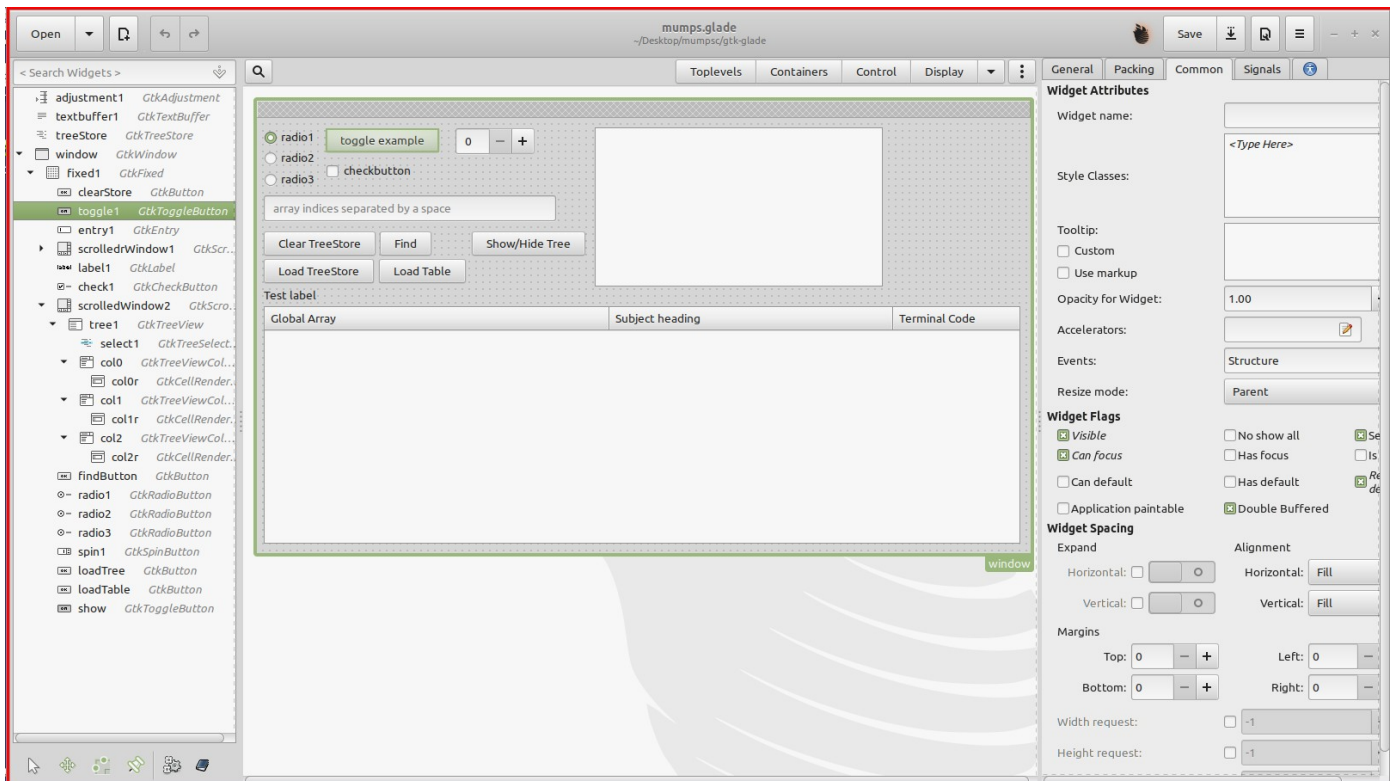 Open
mumps.glade
~/Desktop/mumpsc/gtk-glade
Save
< Search Widgets >
Toplevels Containers Control Display
General Packing Common Signals
adjustment1 GtkAdjustment
textbuffer1 GtkTextBuffer
treeStore GtkTreeStore
window GtkWindow
fixed1 GtkFixed
clearStore GtkButton
toggle1 GtkToggleButton
entry1 GtkEntry
scrolledrWindow1 GtkScr...
label label1 GtkLabel
check1 GtkCheckButton
scrolledWindow2 GtkScro...
tree1 GtkTreeView
select1 GtkTreeSelect...
col0 GtkTreeViewCol...
col0r GtkCellRender...
col1 GtkTreeViewCol...
col1r GtkCellRender...
col2 GtkTreeViewCol...
col2r GtkCellRender...
findButton GtkButton
radio1 GtkRadioButton
radio2 GtkRadioButton
radio3 GtkRadioButton
spin1 GtkSpinButton
loadTree GtkButton
loadTable GtkButton
show GtkToggleButton
radio1 toggle example 0 − +
radio2
checkbutton
radio3
array indices separated by a space
Clear TreeStore Find Show/Hide Tree
Load TreeStore Load Table
Test label
Global Array Subject heading Terminal Code
window
Widget Attributes
Widget name:
<Type Here>
Style Classes:
Tooltip:
Custom
Use markup
Opacity for Widget: 1.00
Accelerators:
Events: Structure
Resize mode: Parent
Widget Flags
Visible No show all Se
Can focus Has focus Is
Can default Has default Re
de
Application paintable Double Buffered
Widget Spacing
Expand Alignment
Horizontal: Horizontal: Fill
Vertical: Vertical: Fill
Margins
Top: 0 − + Left: 0 −
Bottom: 0 − + Right: 0 −
Width request: -1
Height request: -1